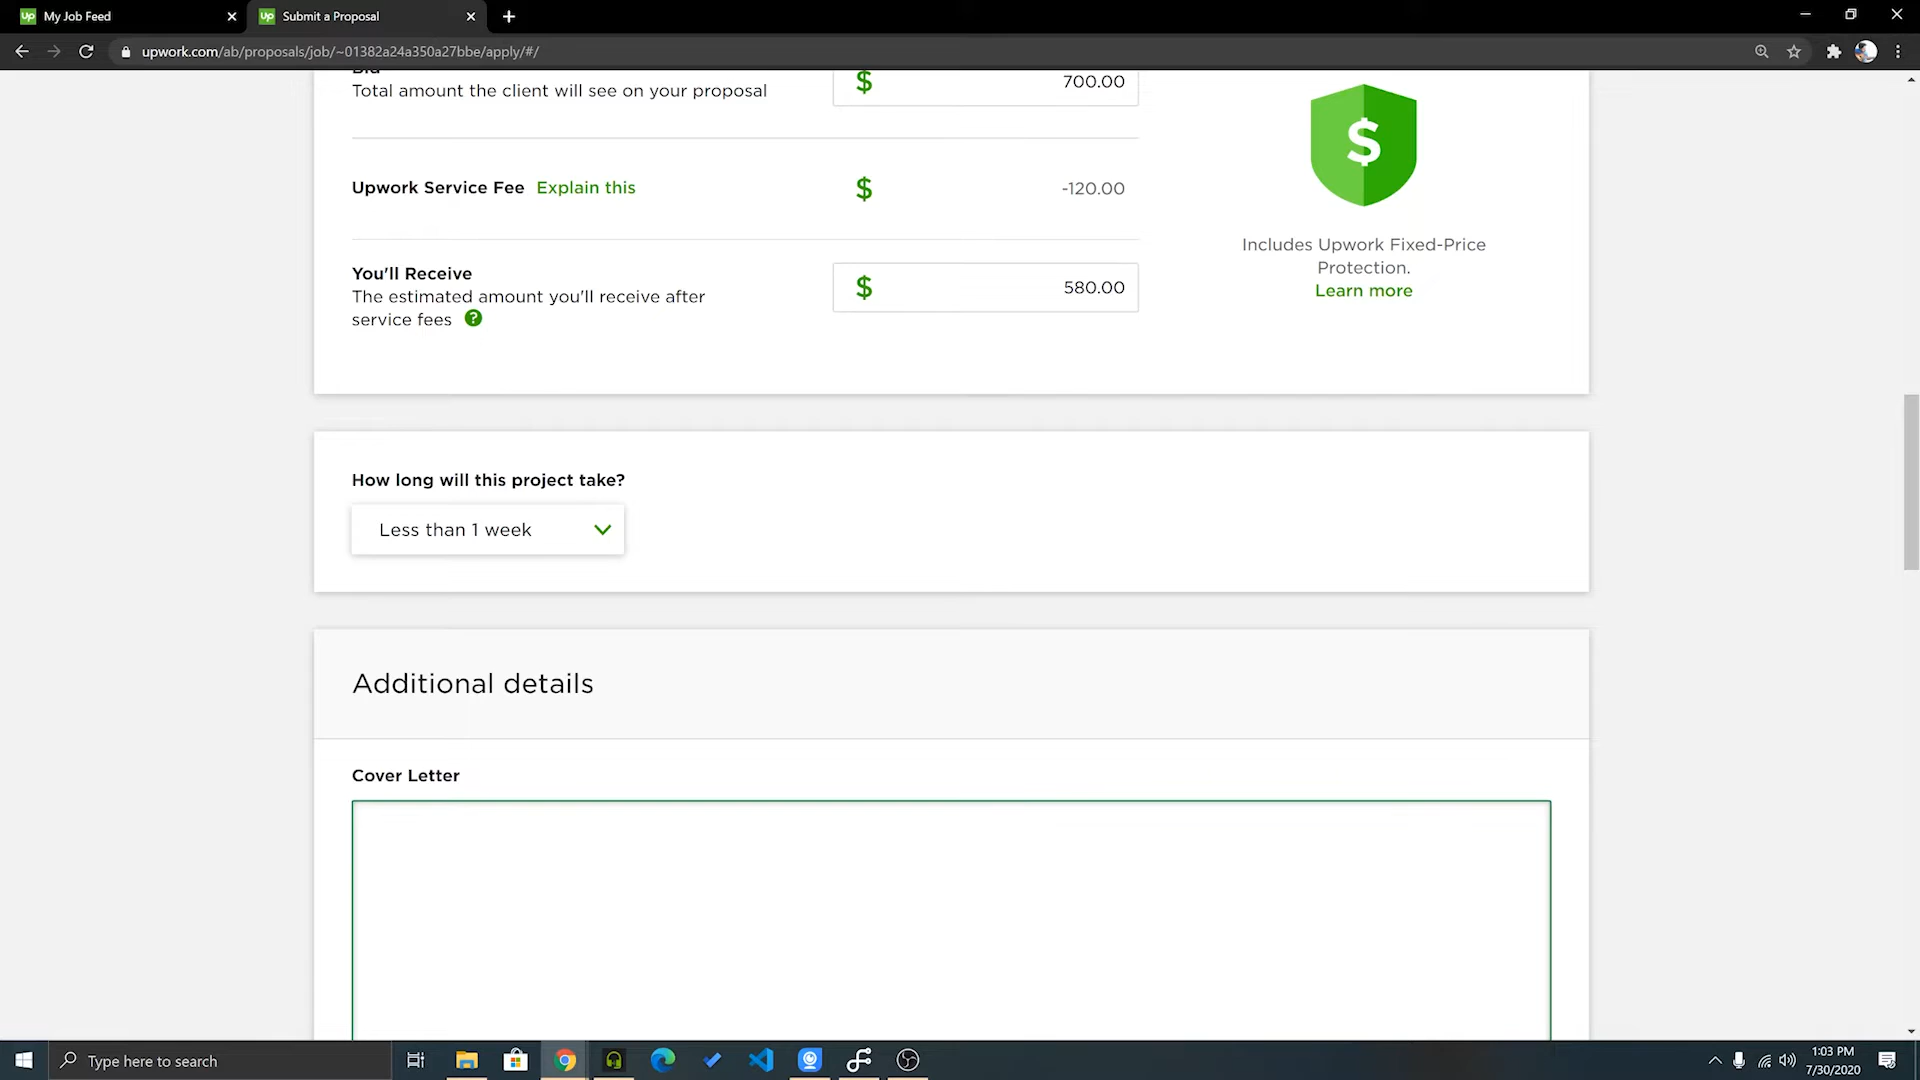 My Job Feed
Submit a Proposal
upwork.com/ab/proposals/job/~01382a24a350a27bbe/apply/#/
Bid
Total amount the client will see on your proposal
$ 700.00
Upwork Service Fee Explain this
$ -120.00
You'll Receive
The estimated amount you'll receive after
service fees ?
$ 580.00
$
Includes Upwork Fixed-Price
Protection.
Learn more
How long will this project take?
Less than 1 week
Additional details
Cover Letter
Type here to search
1:03 PM
7/30/2020